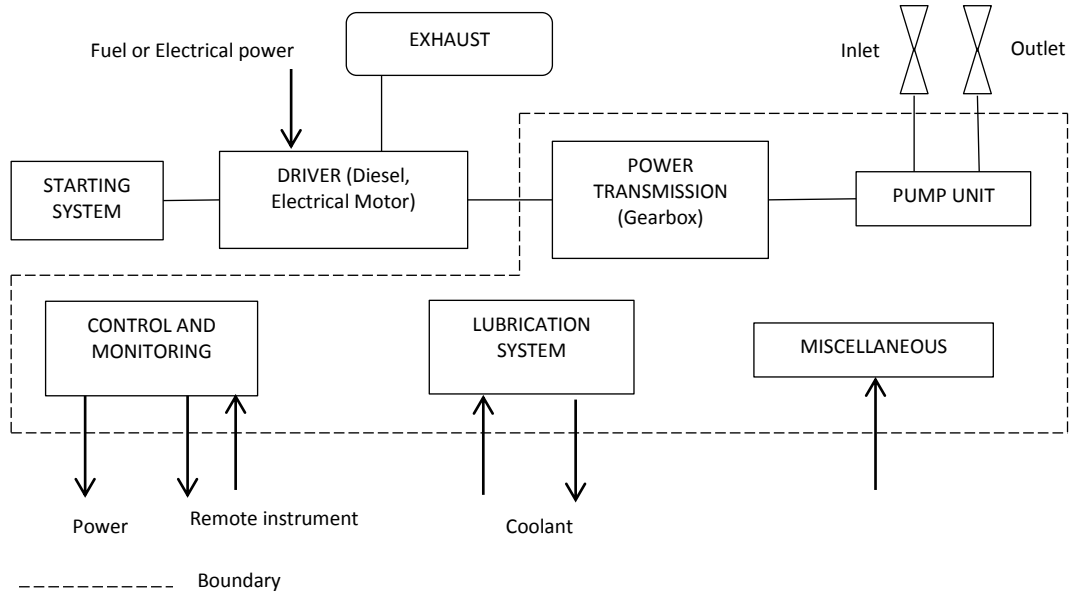 EXHAUST
Fuel or Electrical power
Inlet
Outlet
STARTING
SYSTEM
DRIVER (Diesel,
Electrical Motor)
POWER
TRANSMISSION
(Gearbox)
PUMP UNIT
CONTROL AND
MONITORING
LUBRICATION
SYSTEM
MISCELLANEOUS
Power
Remote instrument
Coolant
Boundary